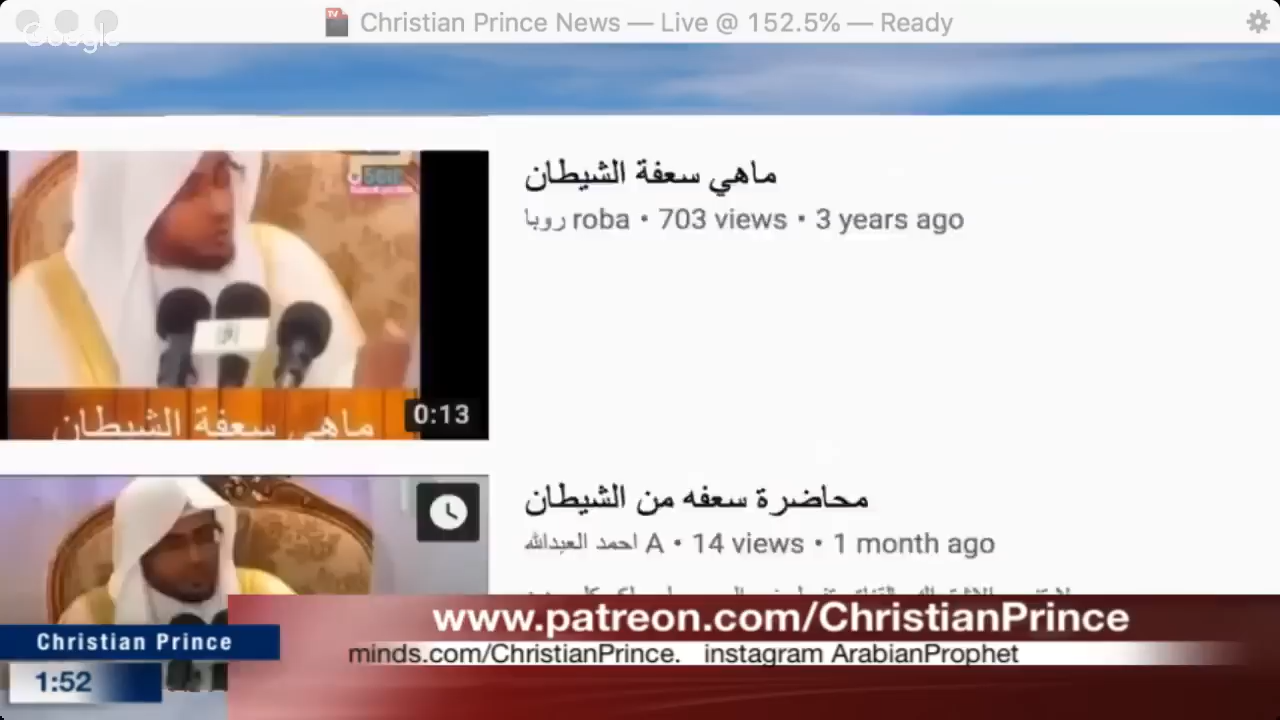 Christian Prince News — Live @ 152.5% — Ready
Google
5eif
ماهي سعفة الشيطان
0:13
ماهي سعفة الشيطان
روبا roba • 703 views • 3 years ago
محاضرة سعفه من الشيطان
احمد العبدالله A • 14 views • 1 month ago
www.patreon.com/ChristianPrince
Christian Prince
minds.com/ChristianPrince. instagram ArabianProphet
1:52